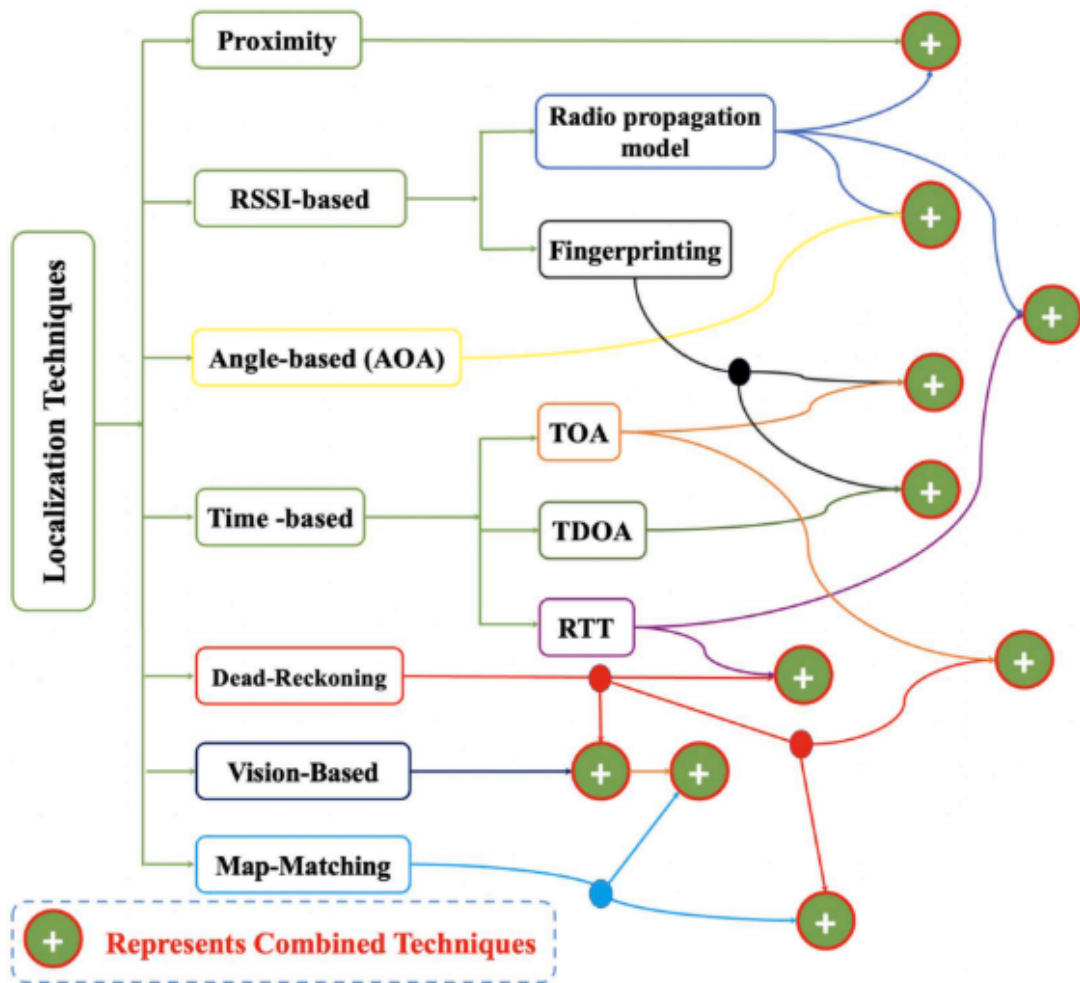 Proximity
Radio propagation
model
RSSI-based
Fingerprinting
Localization Techniques
Angle-based (AOA)
TOA
Time -based
TDOA
RTT
Dead-Reckoning
Vision-Based
Map-Matching
+ Represents Combined Techniques